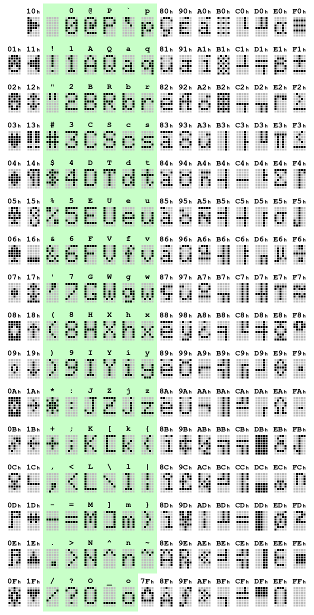 10h 0 @ P ` p 80h 90h A0h B0h C0h D0h E0h F0h
01h 11h ! 1 A Q a q 81h 91h A1h B1h C1h D1h E1h F1h
02h 12h " 2 B R b r 82h 92h A2h B2h C2h D2h E2h F2h
03h 13h # 3 C S c s 83h 93h A3h B3h C3h D3h E3h F3h
04h 14h $ 4 D T d t 84h 94h A4h B4h C4h D4h E4h F4h
05h 15h % 5 E U e u 85h 95h A5h B5h C5h D5h E5h F5h
06h 16h & 6 F V f v 86h 96h A6h B6h C6h D6h E6h F6h
07h 17h ' 7 G W g w 87h 97h A7h B7h C7h D7h E7h F7h
08h 18h ( 8 H X h x 88h 98h A8h B8h C8h D8h E8h F8h
09h 19h ) 9 I Y i y 89h 99h A9h B9h C9h D9h E9h F9h
0Ah 1Ah * : J Z j z 8Ah 9Ah AAh BAh CAh DAh EAh FAh
0Bh 1Bh + ; K [ k { 8Bh 9Bh ABh BBh CBh DBh EBh FBh
0Ch 1Ch , < L \ l | 8Ch 9Ch ACh BCh CCh DCh ECh FCh
0Dh 1Dh - = M ] m } 8Dh 9Dh ADh BDh CDh DDh EDh FDh
0Eh 1Eh . > N ^ n ~ 8Eh 9Eh AEh BEh CEh DEh EEh FEh
0Fh 1Fh / ? O _ o 7Fh 8Fh 9Fh AFh BFh CFh DFh EFh FFh